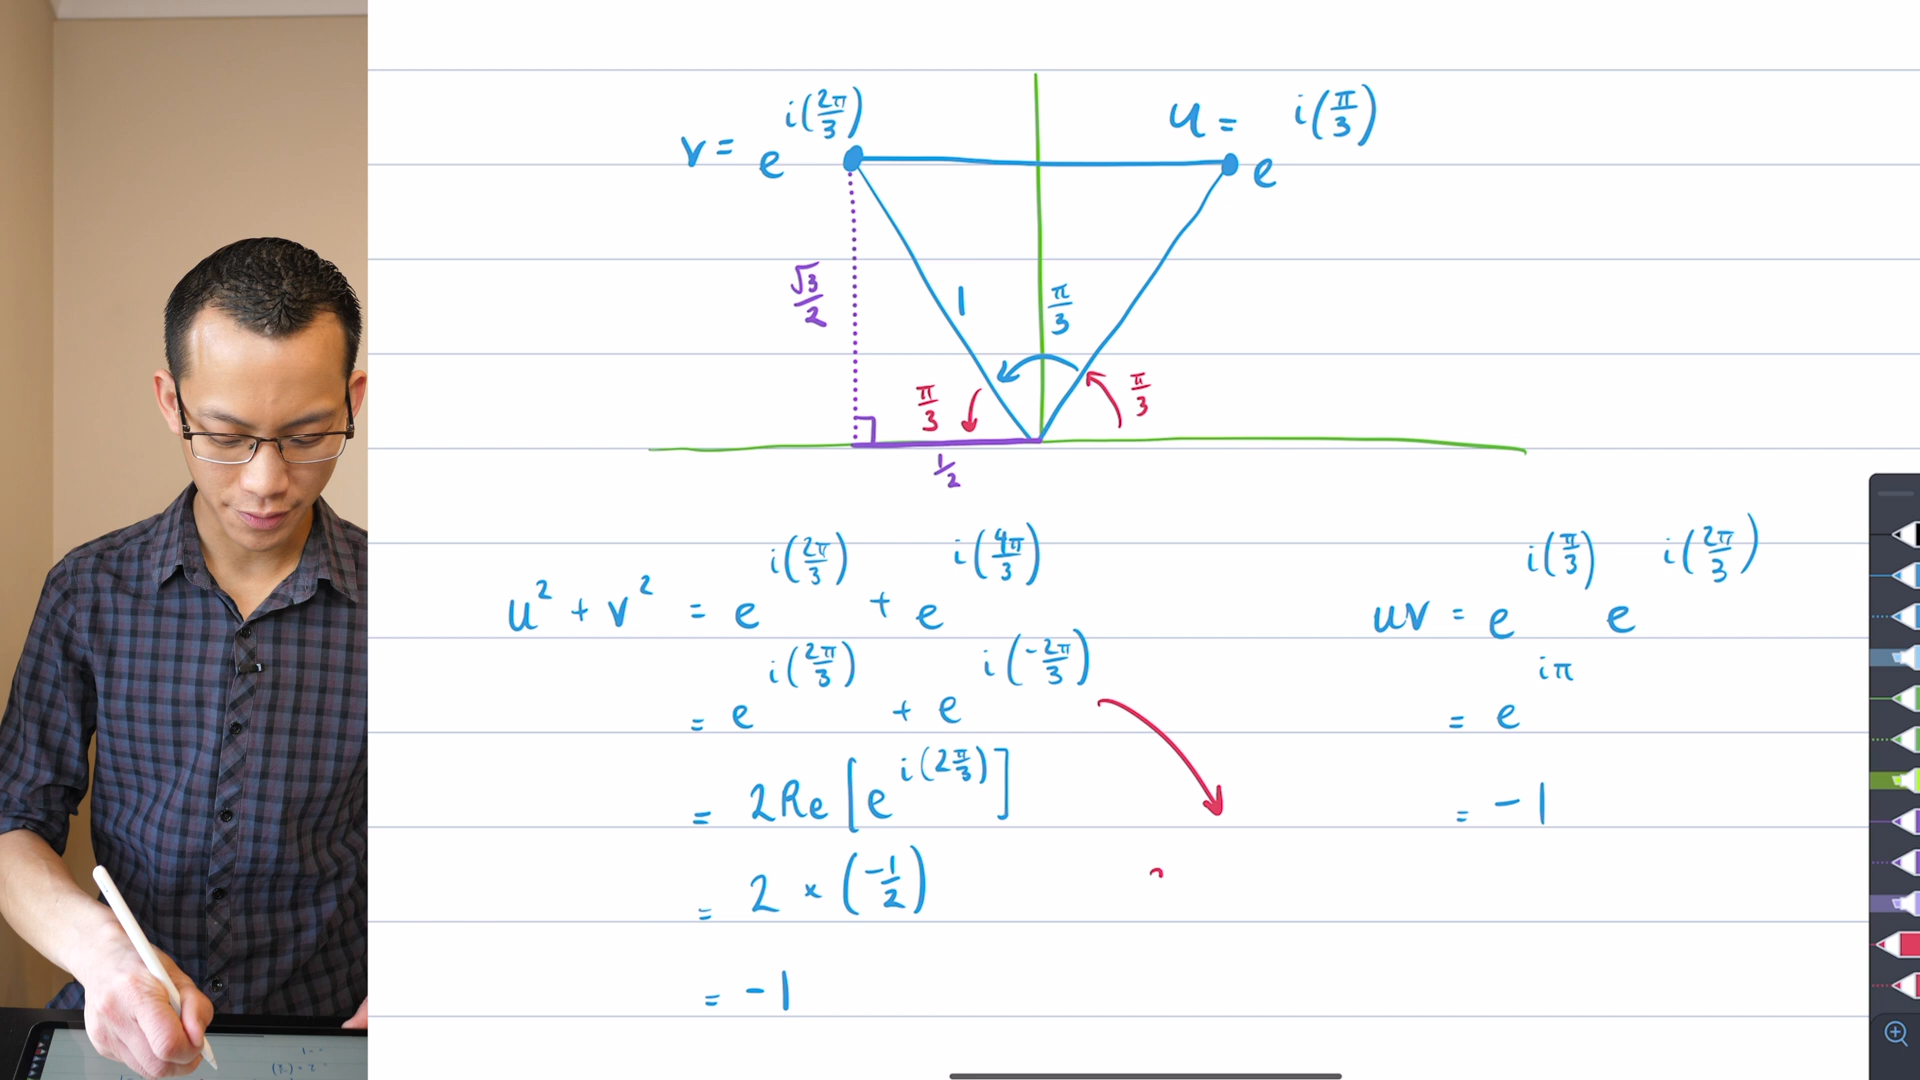 v = e^{i(2π/3)}
u = e^{i(π/3)}
√3/2
1
π/3
π/3
π/3
1/2
u² + v² = e^{i(2π/3)} + e^{i(4π/3)}
= e^{i(2π/3)} + e^{i(-2π/3)}
= 2Re[e^{i(2π/3)}]
= 2 × (-1/2)
= -1
uv = e^{i(π/3)} e^{i(2π/3)}
= e^{iπ}
= -1